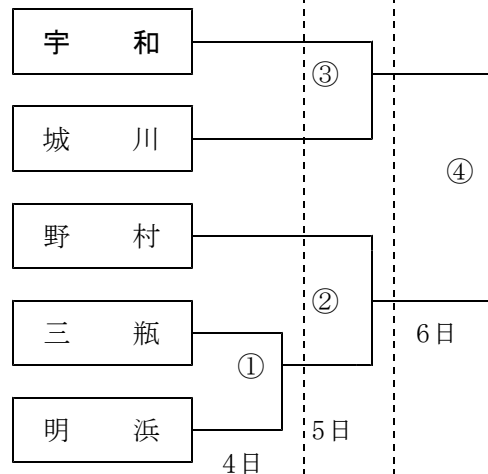 宇　和
③
城　川
④
野　村
②
三　瓶
6日
①
明　浜
5日
4日